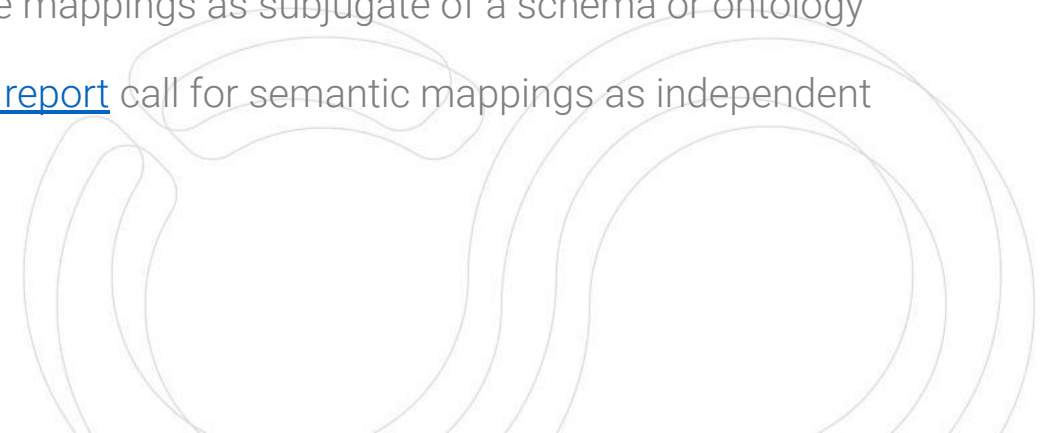 mappings as subjugate of a schema or ontology
report call for semantic mappings as independent